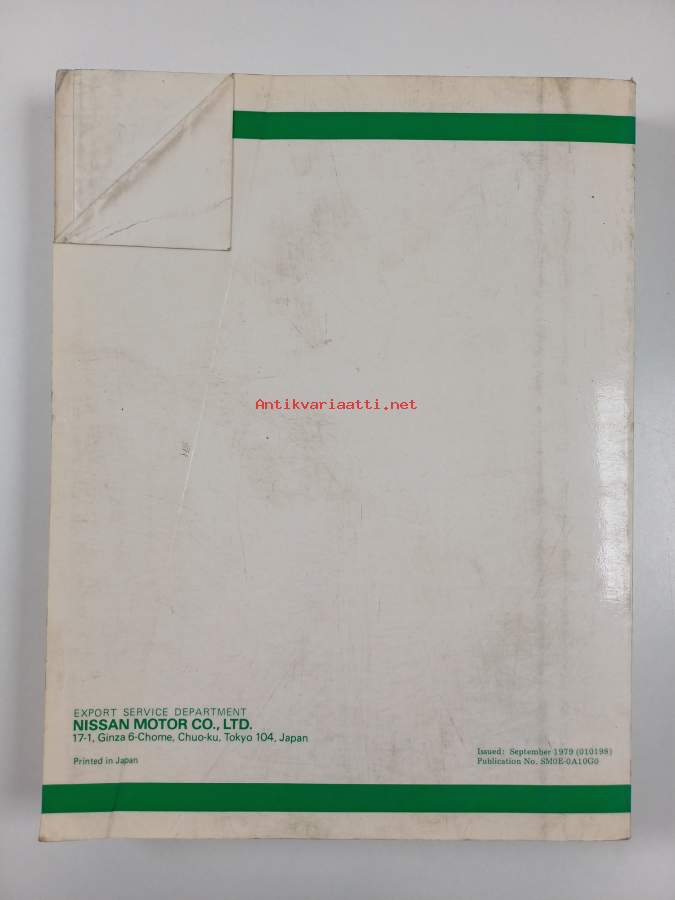 Antikvariaatti.net
EXPORT SERVICE DEPARTMENT
NISSAN MOTOR CO., LTD.
17-1, Ginza 6-Chome, Chuo-ku, Tokyo 104, Japan
Printed in Japan
Issued: September 1979 (010198)
Publication No. SM0E-0A10G0